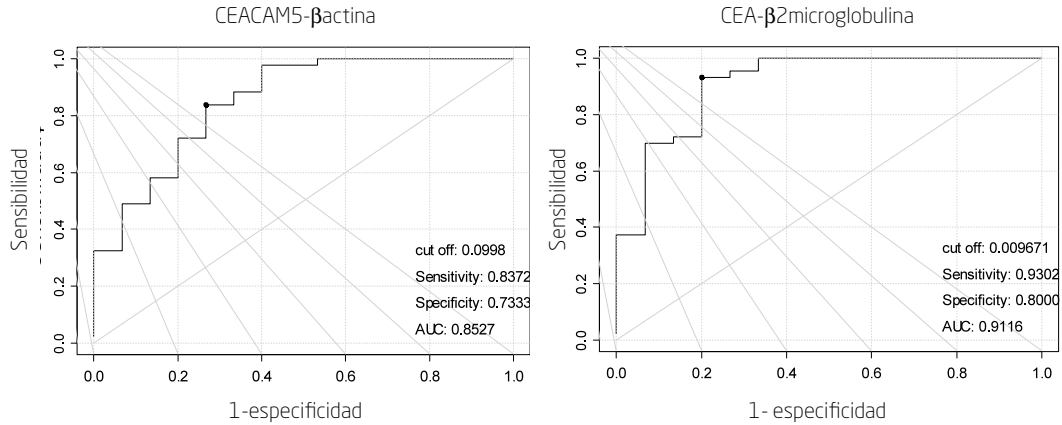 CEACAM5-βactina
Sensibilidad
1.0
0.8
0.6
0.4
0.2
0.0
cut off: 0.0998
Sensitivity: 0.8372
Specificity: 0.7333
AUC: 0.8527
0.0 0.2 0.4 0.6 0.8 1.0
1-especificidad
CEA-β2microglobulina
Sensibilidad
1.0
0.8
0.6
0.4
0.2
0.0
cut off: 0.009671
Sensitivity: 0.9302
Specificity: 0.8000
AUC: 0.9116
0.0 0.2 0.4 0.6 0.8 1.0
1- especificidad